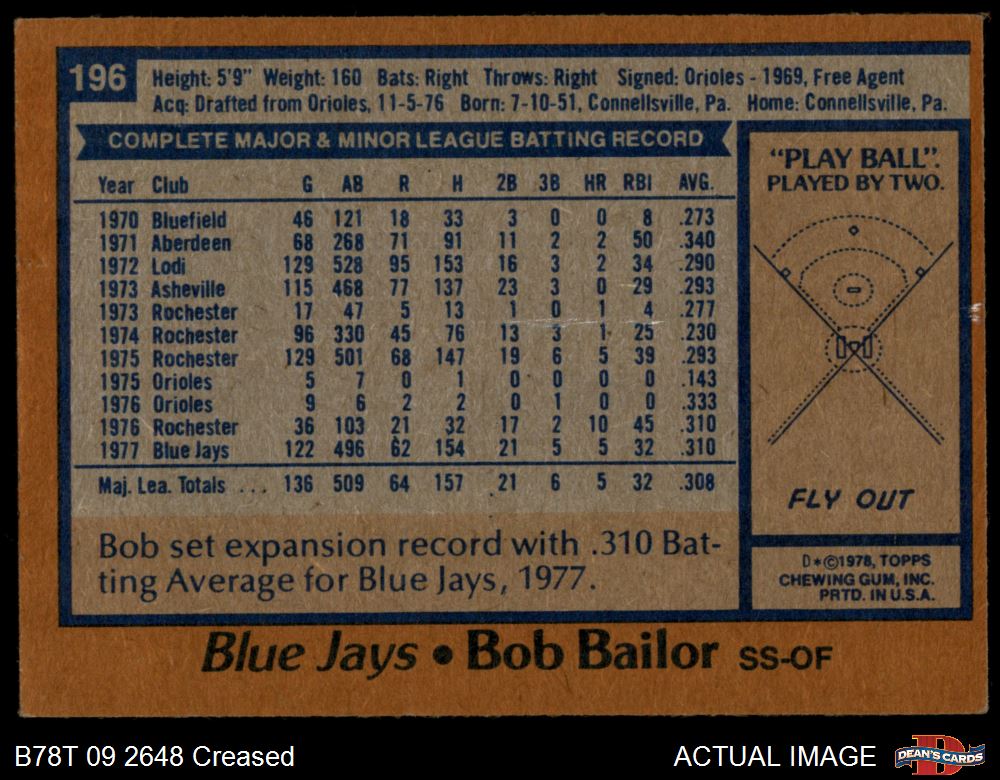 196
Height: 5'9" Weight: 160 Bats: Right Throws: Right Signed: Orioles - 1969, Free Agent
Acq: Drafted from Orioles, 11-5-76 Born: 7-10-51, Connellsville, Pa. Home: Connellsville, Pa.
COMPLETE MAJOR & MINOR LEAGUE BATTING RECORD
Year Club G AB R H 2B 3B HR RBI AVG.
1970 Bluefield 46 121 18 33 3 0 0 8 .273
1971 Aberdeen 68 268 71 91 11 2 2 50 .340
1972 Lodi 129 528 95 153 16 3 2 34 .290
1973 Asheville 115 468 77 137 23 3 0 29 .293
1973 Rochester 17 47 5 13 1 0 1 4 .277
1974 Rochester 96 330 45 76 13 3 1 25 .230
1975 Rochester 129 501 68 147 19 6 5 39 .293
1975 Orioles 5 7 0 1 0 0 0 0 .143
1976 Orioles 9 6 2 2 0 1 0 0 .333
1976 Rochester 36 103 21 32 17 2 10 45 .310
1977 Blue Jays 122 496 62 154 21 5 5 32 .310
Maj. Lea. Totals ... 136 509 64 157 21 6 5 32 .308
Bob set expansion record with .310 Bat-
ting Average for Blue Jays, 1977.
"PLAY BALL".
PLAYED BY TWO.
FLY OUT
D*©1978, TOPPS
CHEWING GUM, INC.
PRTD. IN U.S.A.
Blue Jays • Bob Bailor SS-OF
B78T 09 2648 Creased
ACTUAL IMAGE
DEAN'S CARDS